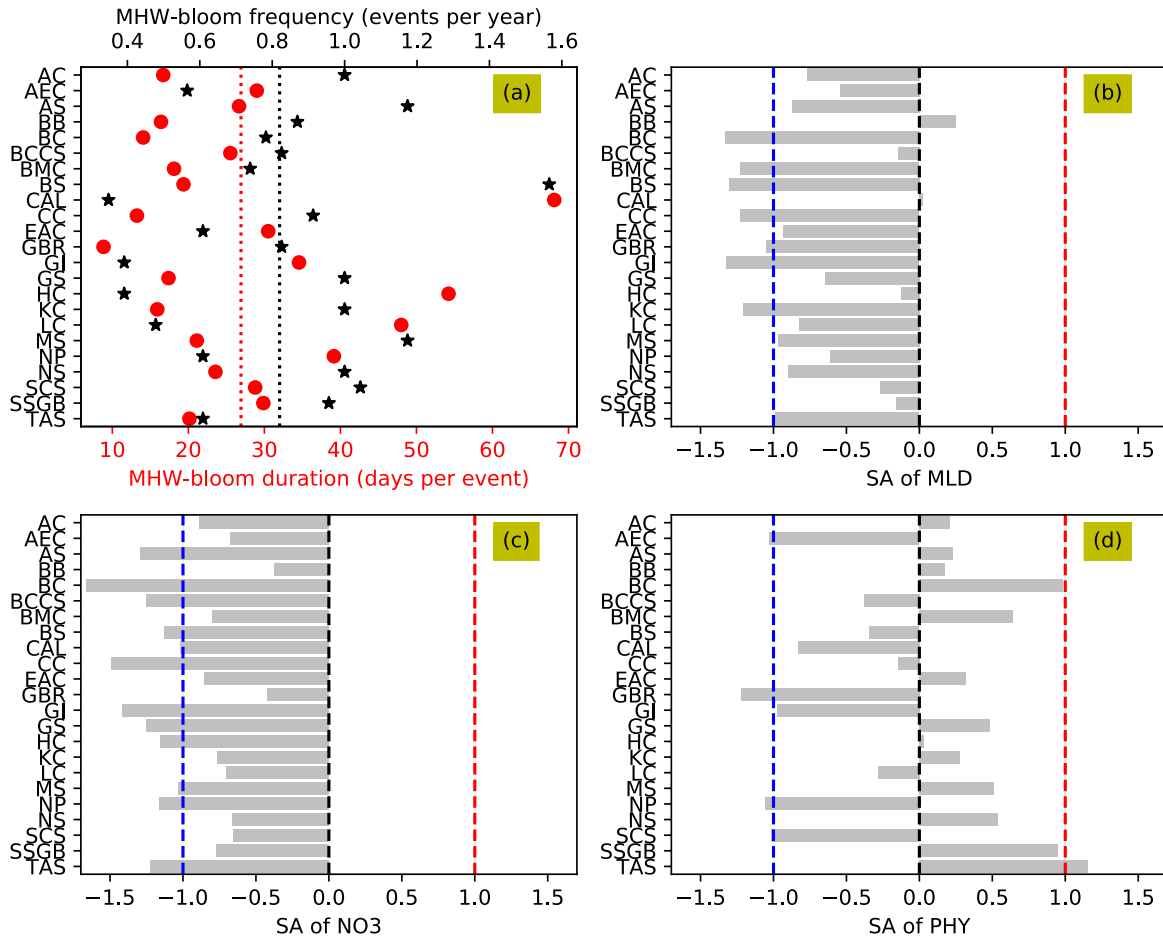 MHW-bloom frequency (events per year)
0.4 0.6 0.8 1.0 1.2 1.4 1.6
AC
AEC
AS
BB
BC
BCCS
BMC
BS
CAL
CC
EAC
GBR
GJ
GS
HC
KC
LC
MS
NP
NS
SCS
SSGB
TAS
(a)
10 20 30 40 50 60 70
MHW-bloom duration (days per event)
AC
AEC
AS
BB
BC
BCCS
BMC
BS
CAL
CC
EAC
GBR
GJ
GS
HC
KC
LC
MS
NP
NS
SCS
SSGB
TAS
(b)
−1.5 −1.0 −0.5 0.0 0.5 1.0 1.5
SA of MLD
AC
AEC
AS
BB
BC
BCCS
BMC
BS
CAL
CC
EAC
GBR
GJ
GS
HC
KC
LC
MS
NP
NS
SCS
SSGB
TAS
(c)
−1.5 −1.0 −0.5 0.0 0.5 1.0 1.5
SA of NO3
AC
AEC
AS
BB
BC
BCCS
BMC
BS
CAL
CC
EAC
GBR
GJ
GS
HC
KC
LC
MS
NP
NS
SCS
SSGB
TAS
(d)
−1.5 −1.0 −0.5 0.0 0.5 1.0 1.5
SA of PHY